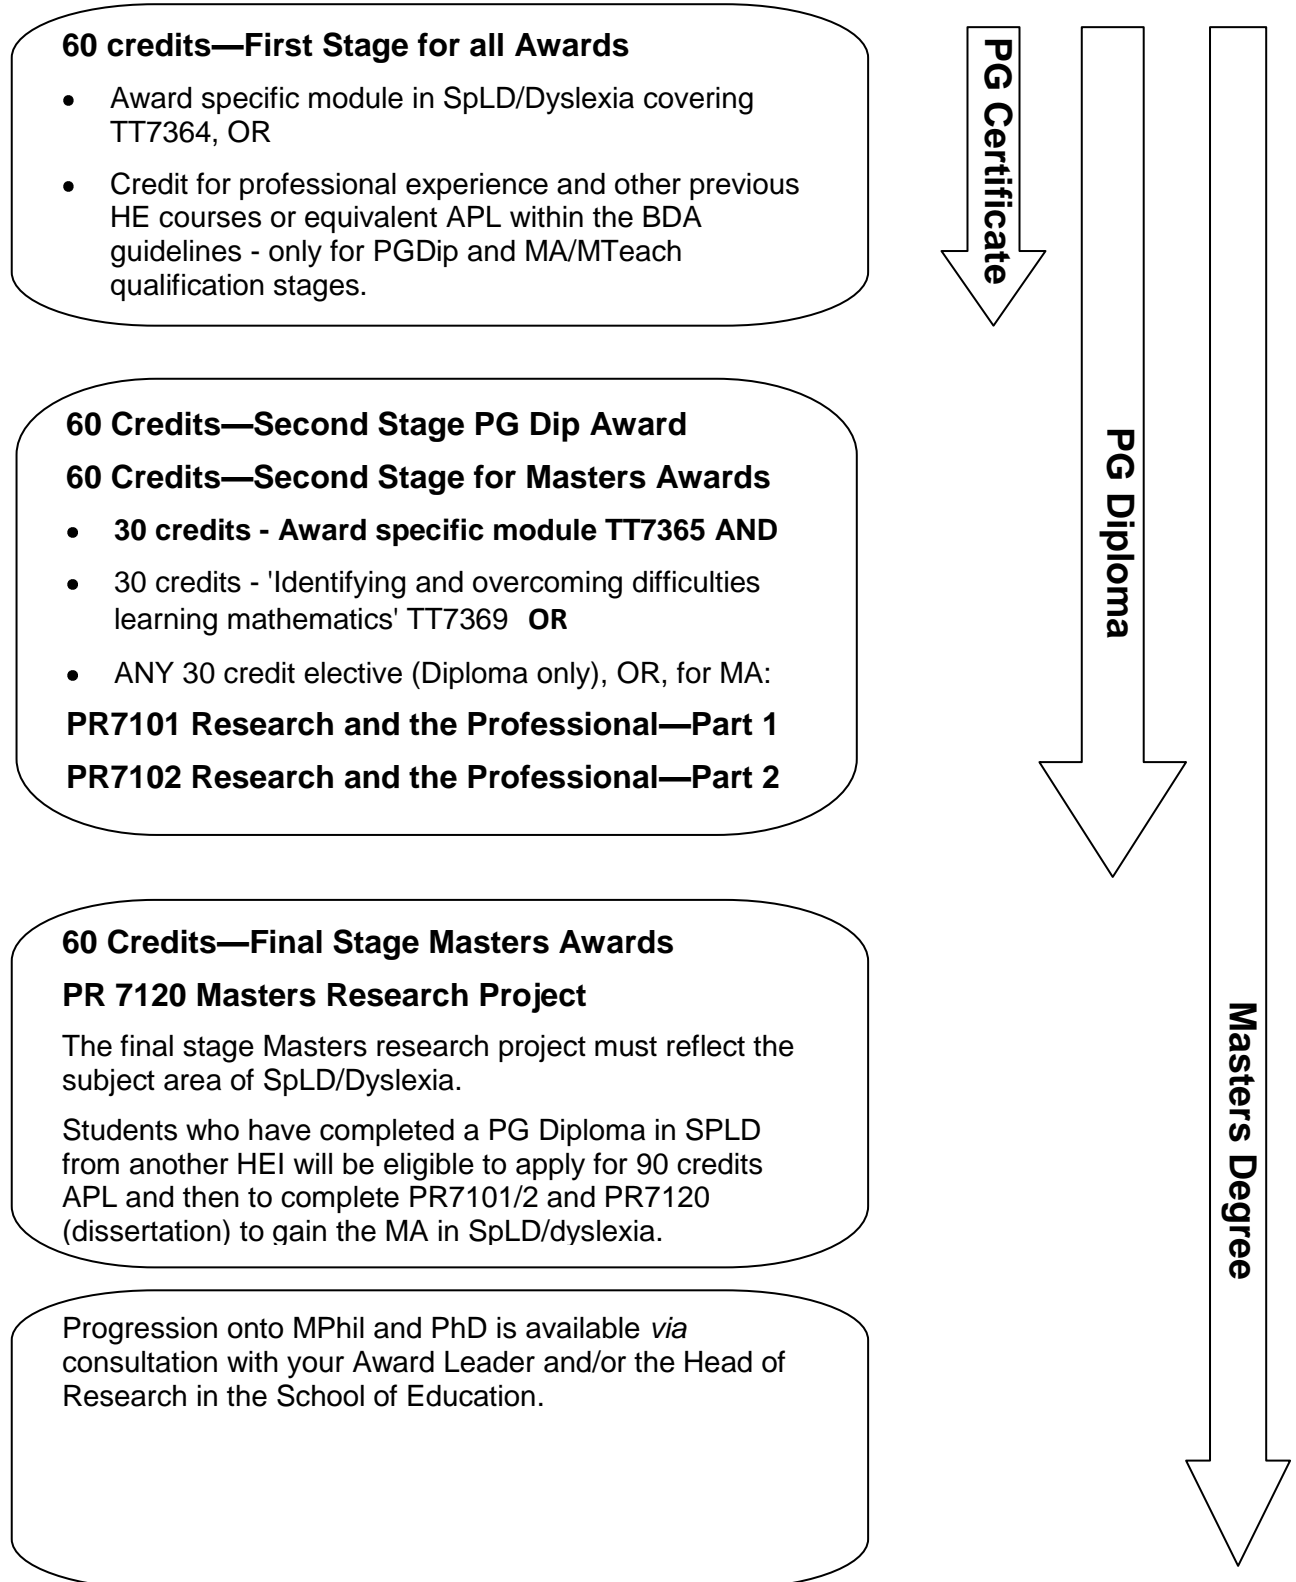 60 credits—First Stage for all Awards
• Award specific module in SpLD/Dyslexia covering
TT7364, OR
• Credit for professional experience and other previous
HE courses or equivalent APL within the BDA
guidelines - only for PGDip and MA/MTeach
qualification stages.
60 Credits—Second Stage PG Dip Award
60 Credits—Second Stage for Masters Awards
• 30 credits - Award specific module TT7365 AND
• 30 credits - 'Identifying and overcoming difficulties
learning mathematics' TT7369 OR
• ANY 30 credit elective (Diploma only), OR, for MA:
PR7101 Research and the Professional—Part 1
PR7102 Research and the Professional—Part 2
60 Credits—Final Stage Masters Awards
PR 7120 Masters Research Project
The final stage Masters research project must reflect the
subject area of SpLD/Dyslexia.
Students who have completed a PG Diploma in SPLD
from another HEI will be eligible to apply for 90 credits
APL and then to complete PR7101/2 and PR7120
(dissertation) to gain the MA in SpLD/dyslexia.
Progression onto MPhil and PhD is available via
consultation with your Award Leader and/or the Head of
Research in the School of Education.
PG Certificate
PG Diploma
Masters Degree